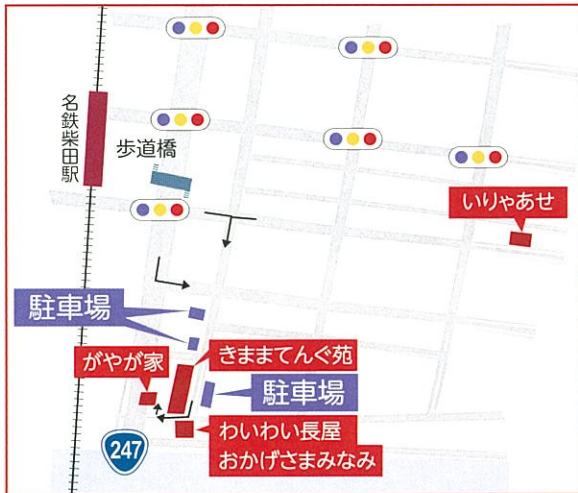 名鉄柴田駅
歩道橋
いりゃあせ
駐車場
がやが家
きままてんぐ苑
駐車場
わいわい長屋
おかげさまみなみ
247